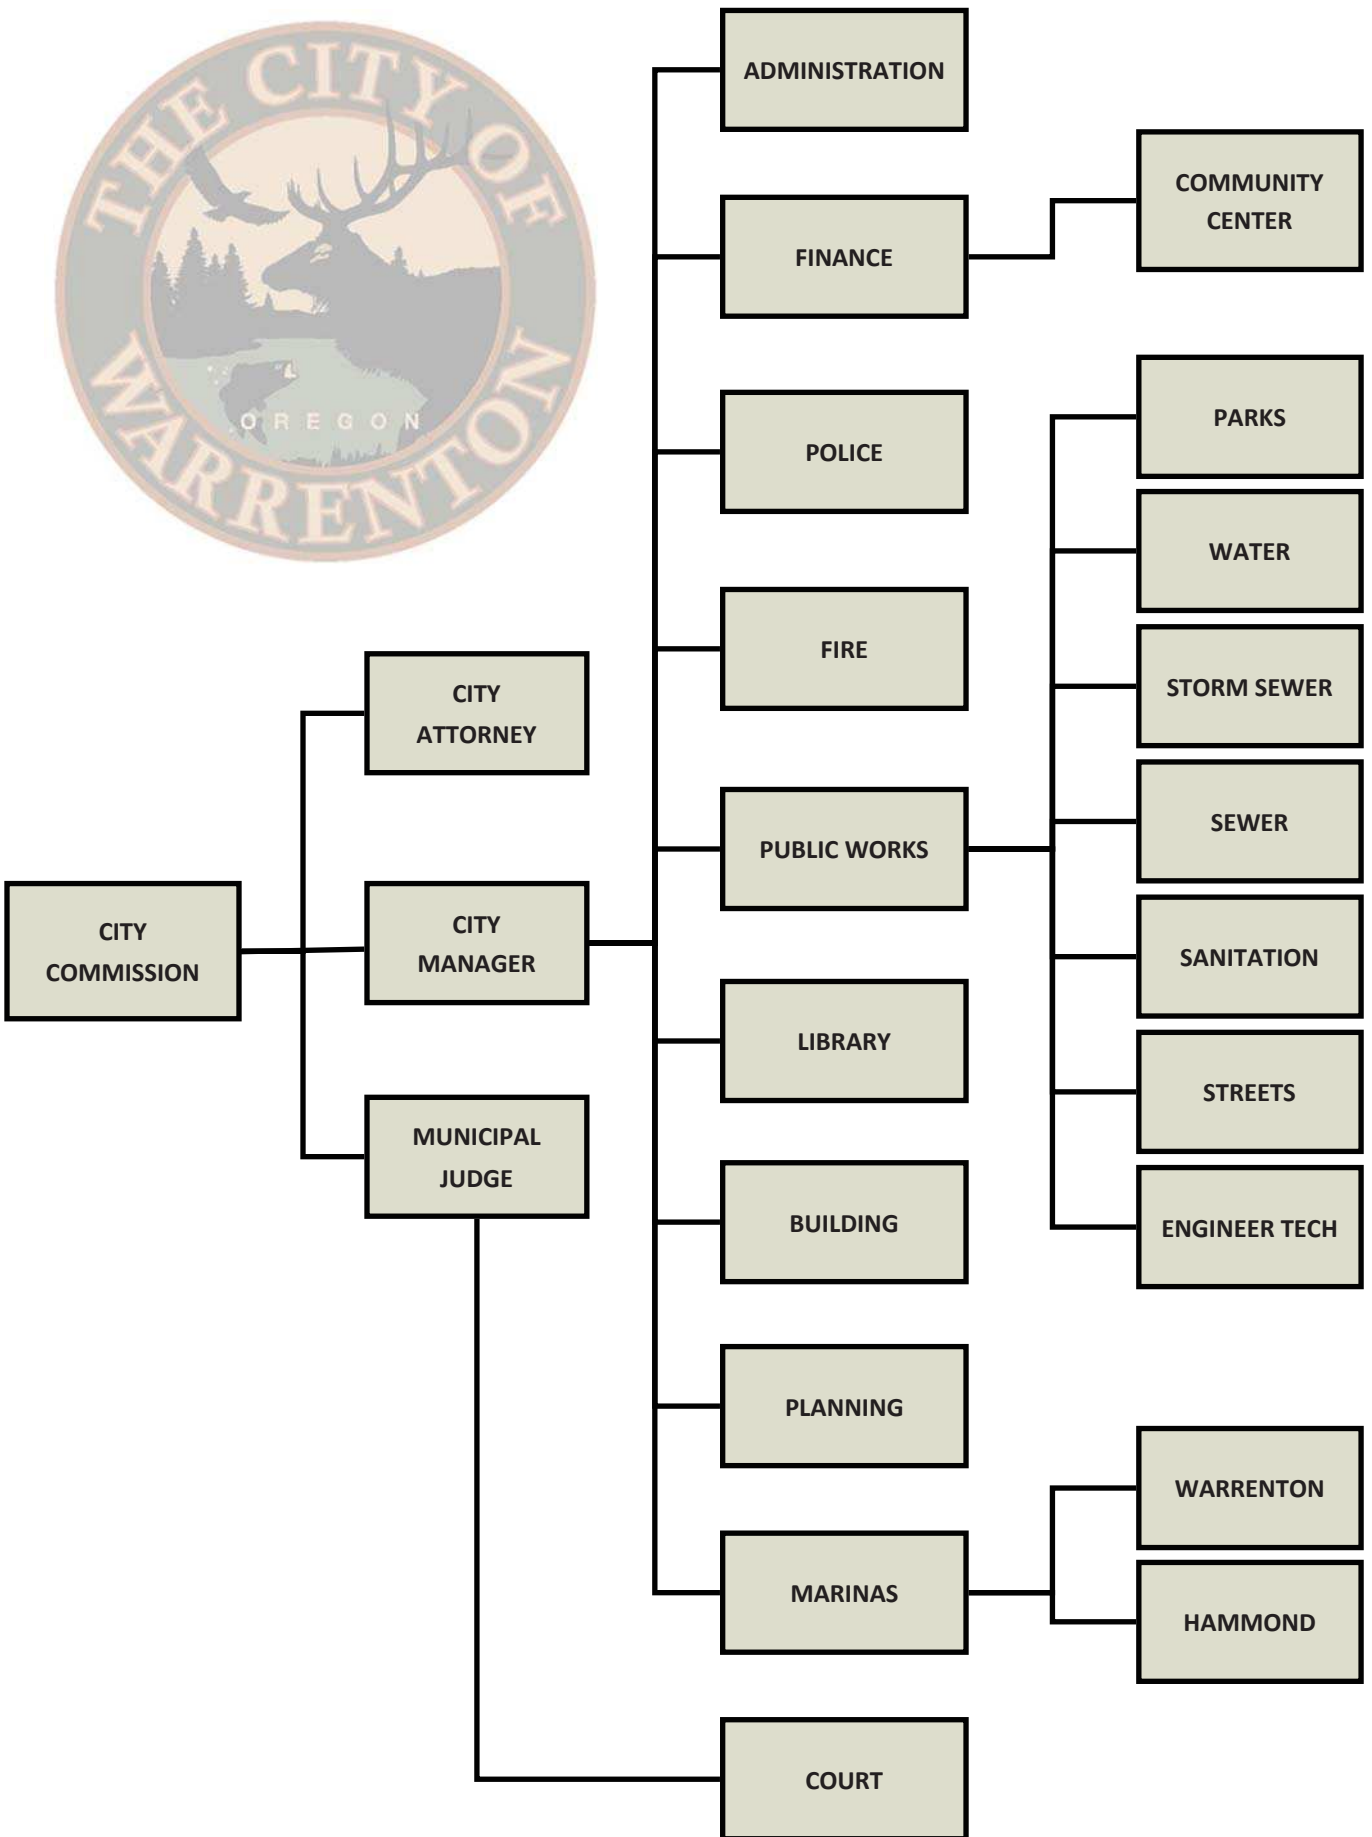 THE CITY OF
WARRENTON
OREGON
CITY
COMMISSION
CITY
ATTORNEY
CITY
MANAGER
MUNICIPAL
JUDGE
ADMINISTRATION
FINANCE
POLICE
FIRE
PUBLIC WORKS
LIBRARY
BUILDING
PLANNING
MARINAS
COURT
COMMUNITY
CENTER
PARKS
WATER
STORM SEWER
SEWER
SANITATION
STREETS
ENGINEER TECH
WARRENTON
HAMMOND